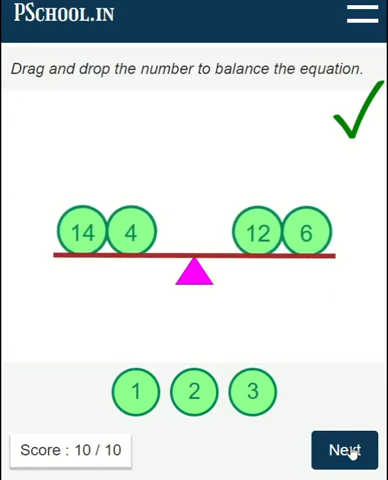 PSCHOOL.IN
Drag and drop the number to balance the equation.
14 4 12 6
1 2 3
Score : 10 / 10
Next